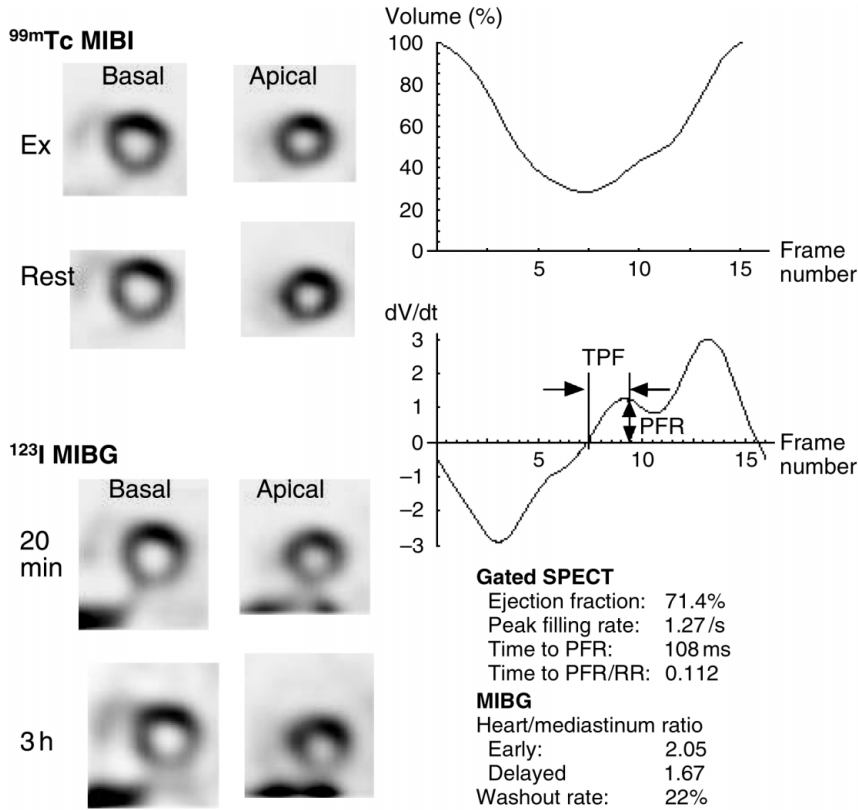 99mTc MIBI
Basal
Apical
Ex
Rest
123I MIBG
Basal
Apical
20
min
3 h
Volume (%)
100
80
60
40
20
0
5
10
15
Frame
number
dV/dt
3
2
1
0
−1
−2
−3
TPF
PFR
5
10
15
Frame
number
Gated SPECT
Ejection fraction: 71.4%
Peak filling rate: 1.27/s
Time to PFR: 108 ms
Time to PFR/RR: 0.112
MIBG
Heart/mediastinum ratio
Early: 2.05
Delayed 1.67
Washout rate: 22%